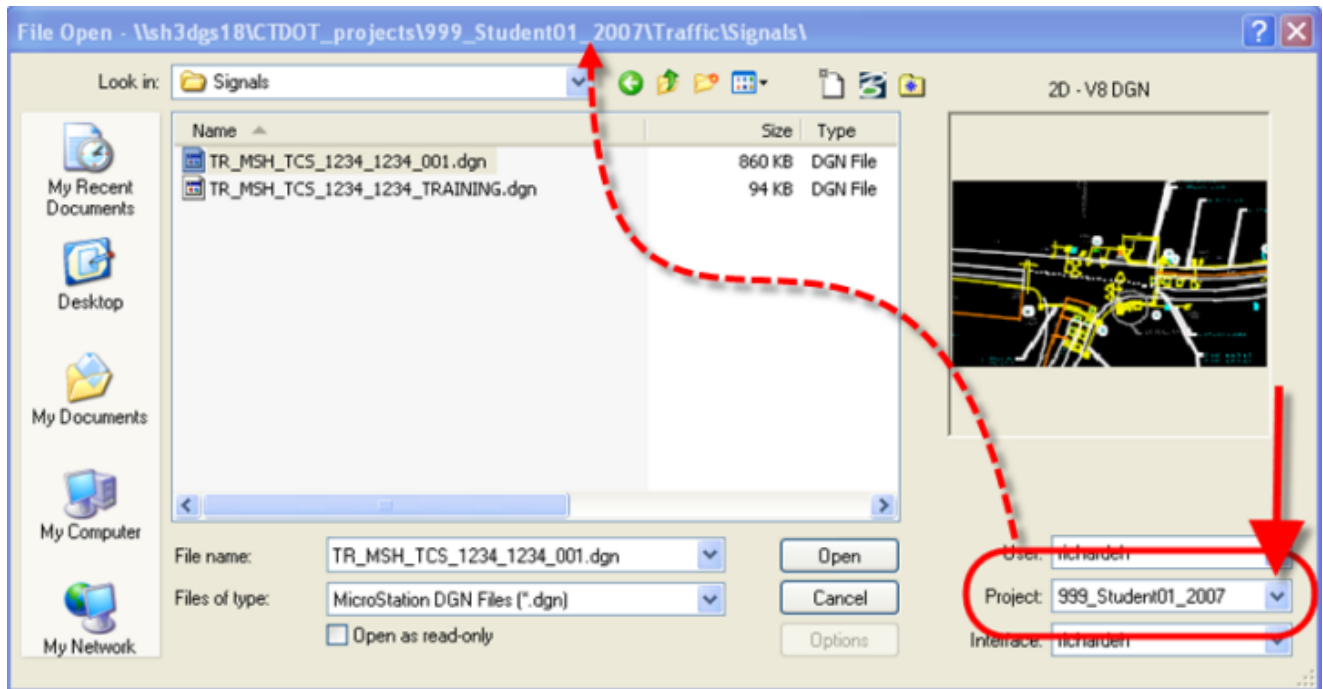 File Open - \\sh3dgs18\CTDOT_projects\999_Student01_2007\Traffic\Signals\
Look in: Signals
2D - V8 DGN
Name Size Type
TR_MSH_TCS_1234_1234_001.dgn 860 KB DGN File
TR_MSH_TCS_1234_1234_TRAINING.dgn 94 KB DGN File
My Recent
Documents
Desktop
My Documents
My Computer
My Network
File name: TR_MSH_TCS_1234_1234_001.dgn Open
Files of type: MicroStation DGN Files (*.dgn) Cancel
Open as read-only Options
User: richardeh
Project: 999_Student01_2007
Interface: richardeh